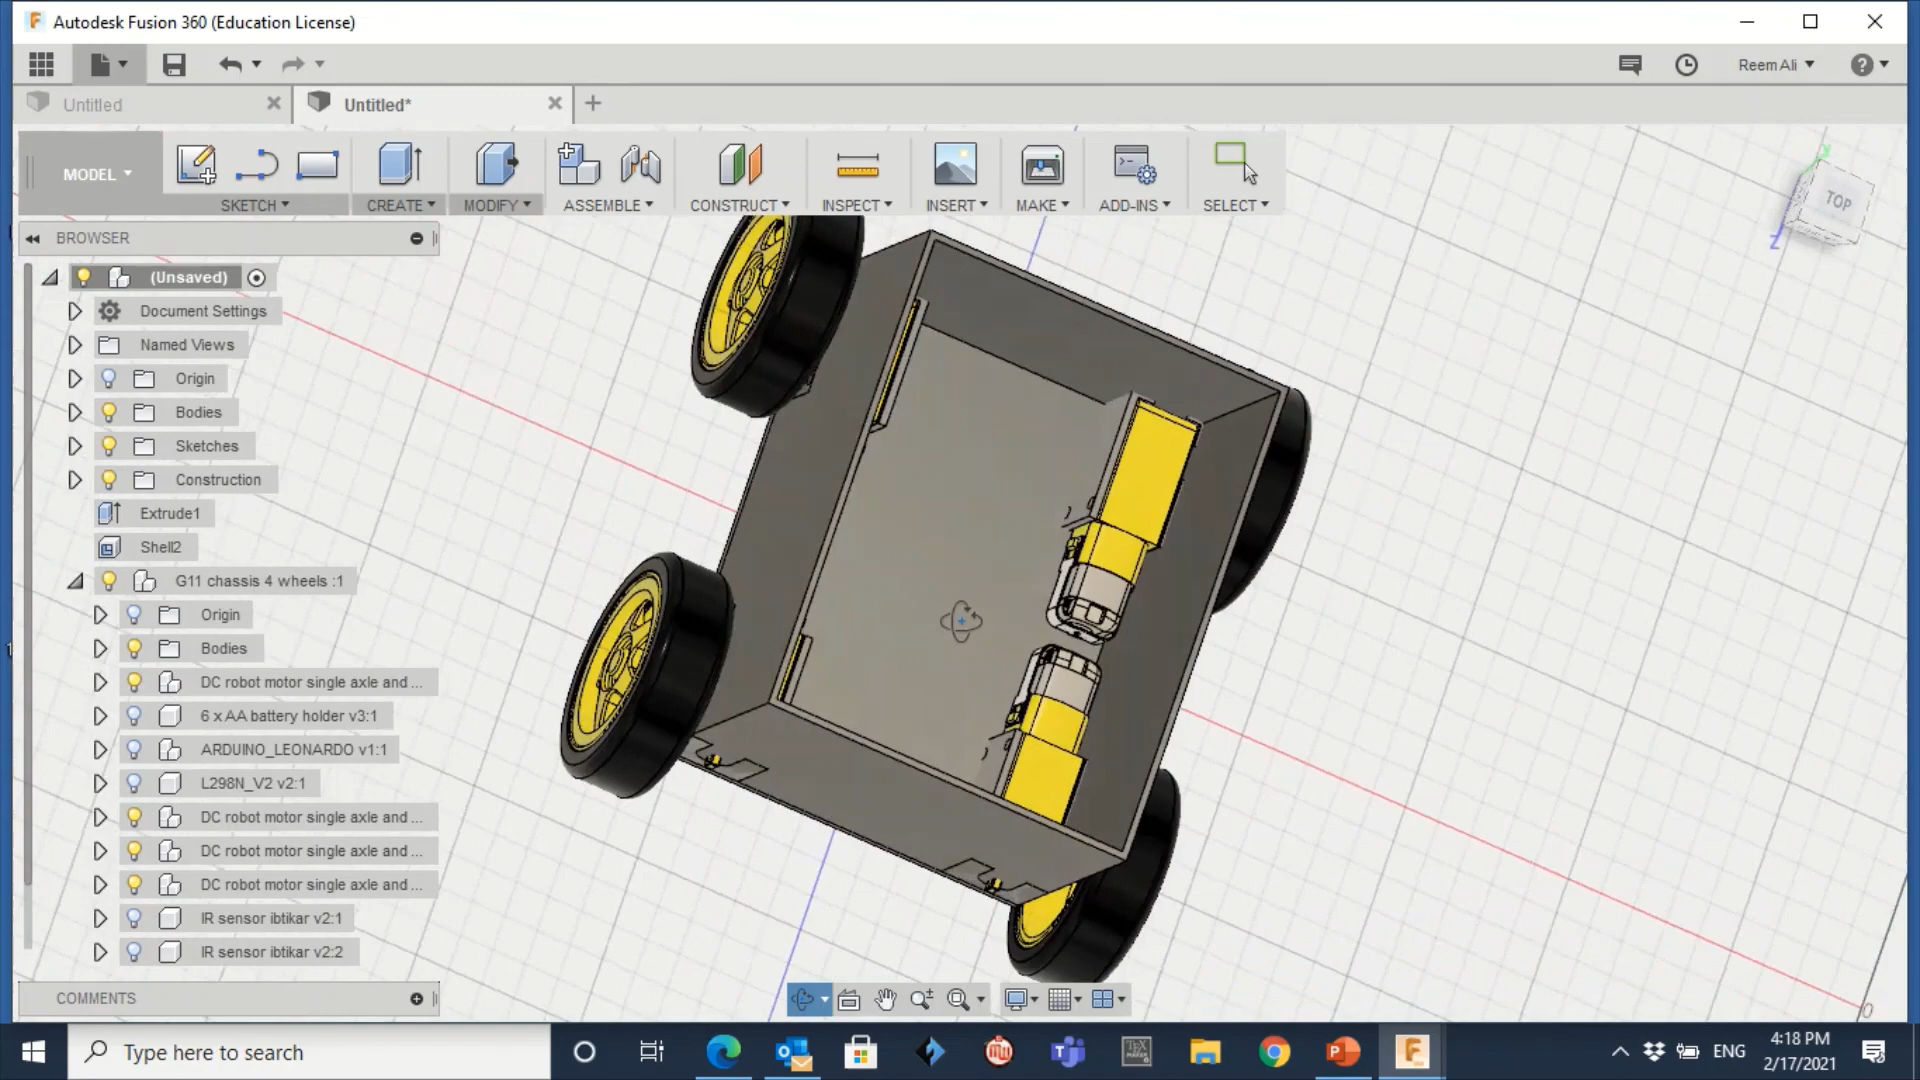 Autodesk Fusion 360 (Education License)
Reem Ali
Untitled
Untitled*
MODEL
SKETCH
CREATE
MODIFY
ASSEMBLE
CONSTRUCT
INSPECT
INSERT
MAKE
ADD-INS
SELECT
TOP
Z
BROWSER
(Unsaved)
Document Settings
Named Views
Origin
Bodies
Sketches
Construction
Extrude1
Shell2
G11 chassis 4 wheels :1
Origin
Bodies
DC robot motor single axle and ...
6 x AA battery holder v3:1
ARDUINO_LEONARDO v1:1
L298N_V2 v2:1
DC robot motor single axle and ...
DC robot motor single axle and ...
DC robot motor single axle and ...
IR sensor ibtikar v2:1
IR sensor ibtikar v2:2
COMMENTS
Type here to search
ENG
4:18 PM
2/17/2021